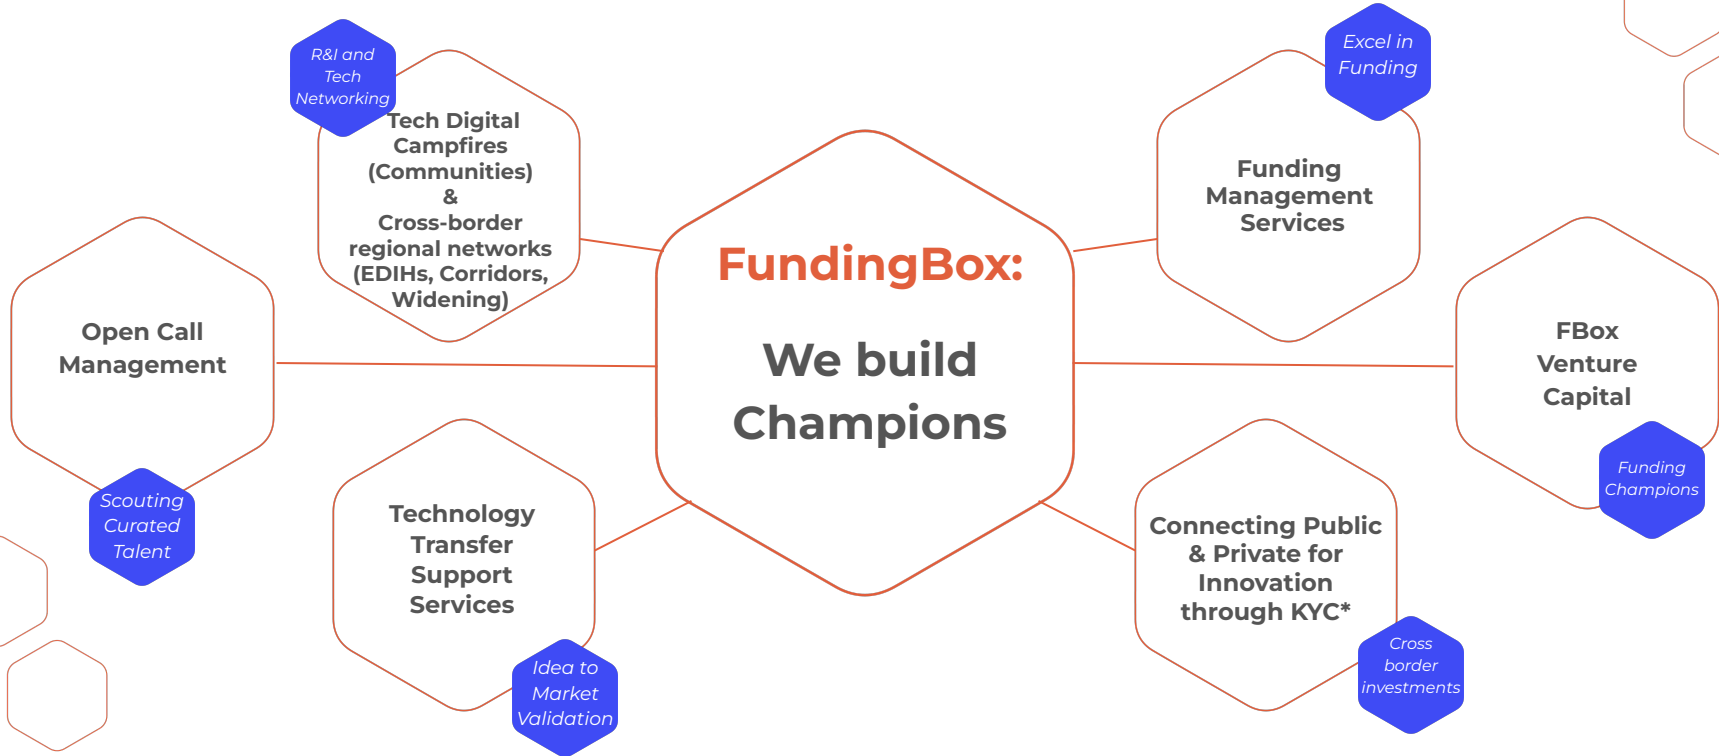 R&I and
Tech
Networking
Tech Digital
Campfires
(Communities)
&
Cross-border
regional networks
(EDIHs, Corridors,
Widening)
Excel in
Funding
Funding
Management
Services
Open Call
Management
Scouting
Curated
Talent
FundingBox:
We build
Champions
FBox
Venture
Capital
Funding
Champions
Technology
Transfer
Support
Services
Idea to
Market
Validation
Connecting Public
& Private for
Innovation
through KYC*
Cross
border
investments